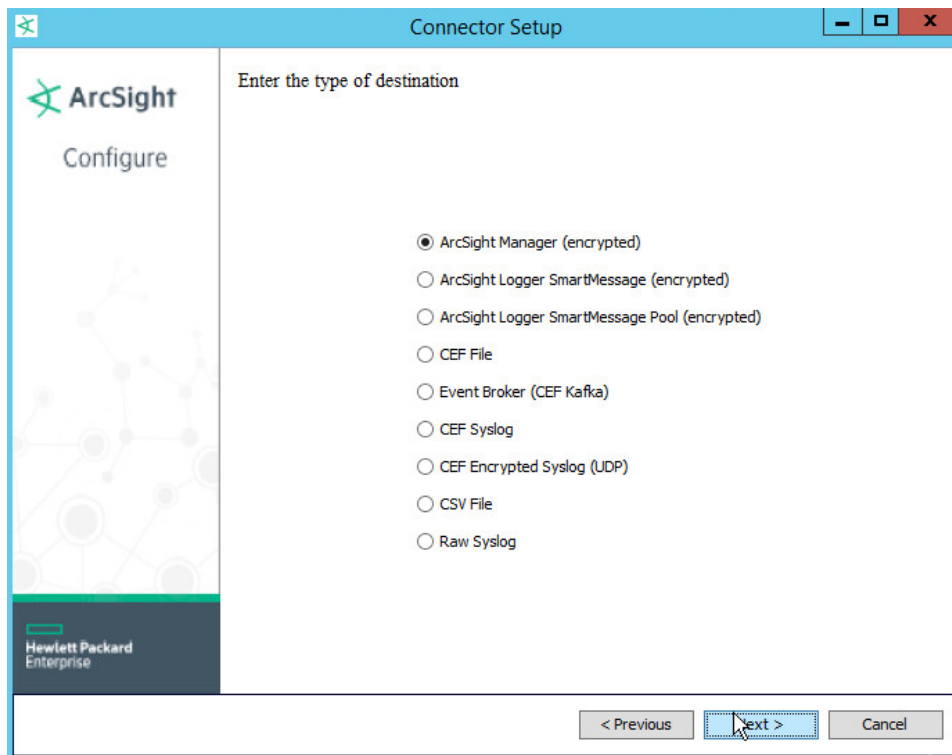 Connector Setup
ArcSight
Configure
Enter the type of destination
ArcSight Manager (encrypted)
ArcSight Logger SmartMessage (encrypted)
ArcSight Logger SmartMessage Pool (encrypted)
CEF File
Event Broker (CEF Kafka)
CEF Syslog
CEF Encrypted Syslog (UDP)
CSV File
Raw Syslog
Hewlett Packard
Enterprise
< Previous
Next >
Cancel